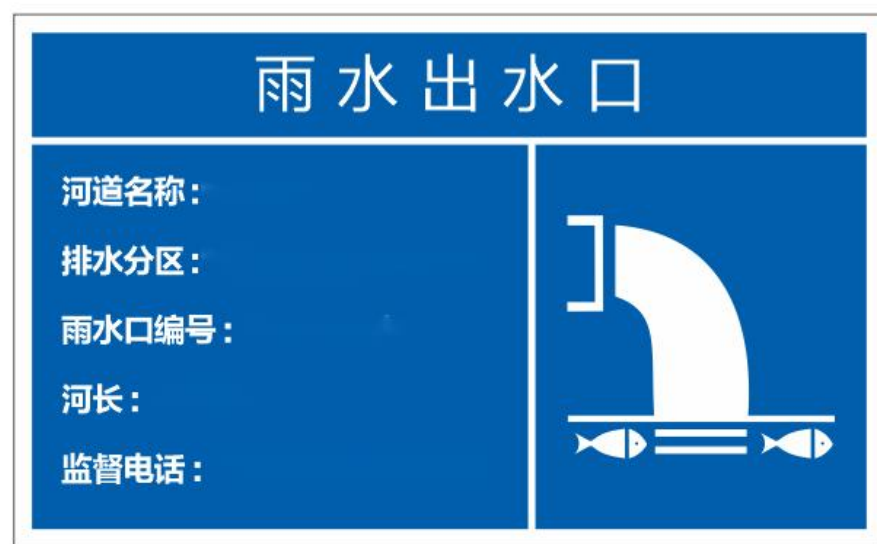 雨水出水口
河道名称：
排水分区：
雨水口编号：
河长：
监督电话：